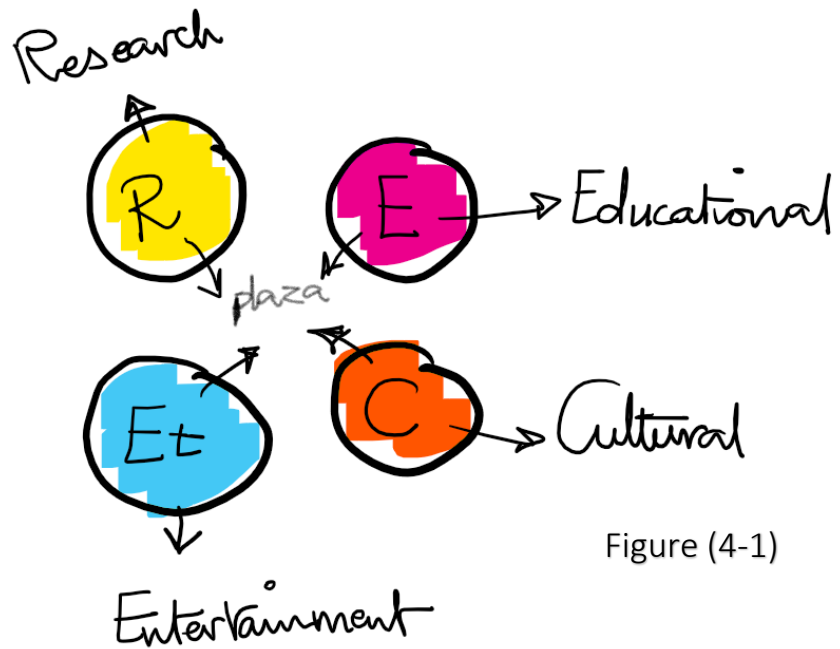 Research
R
E
Educational
plaza
Et
C
Cultural
Figure (4-1)
Entertainment